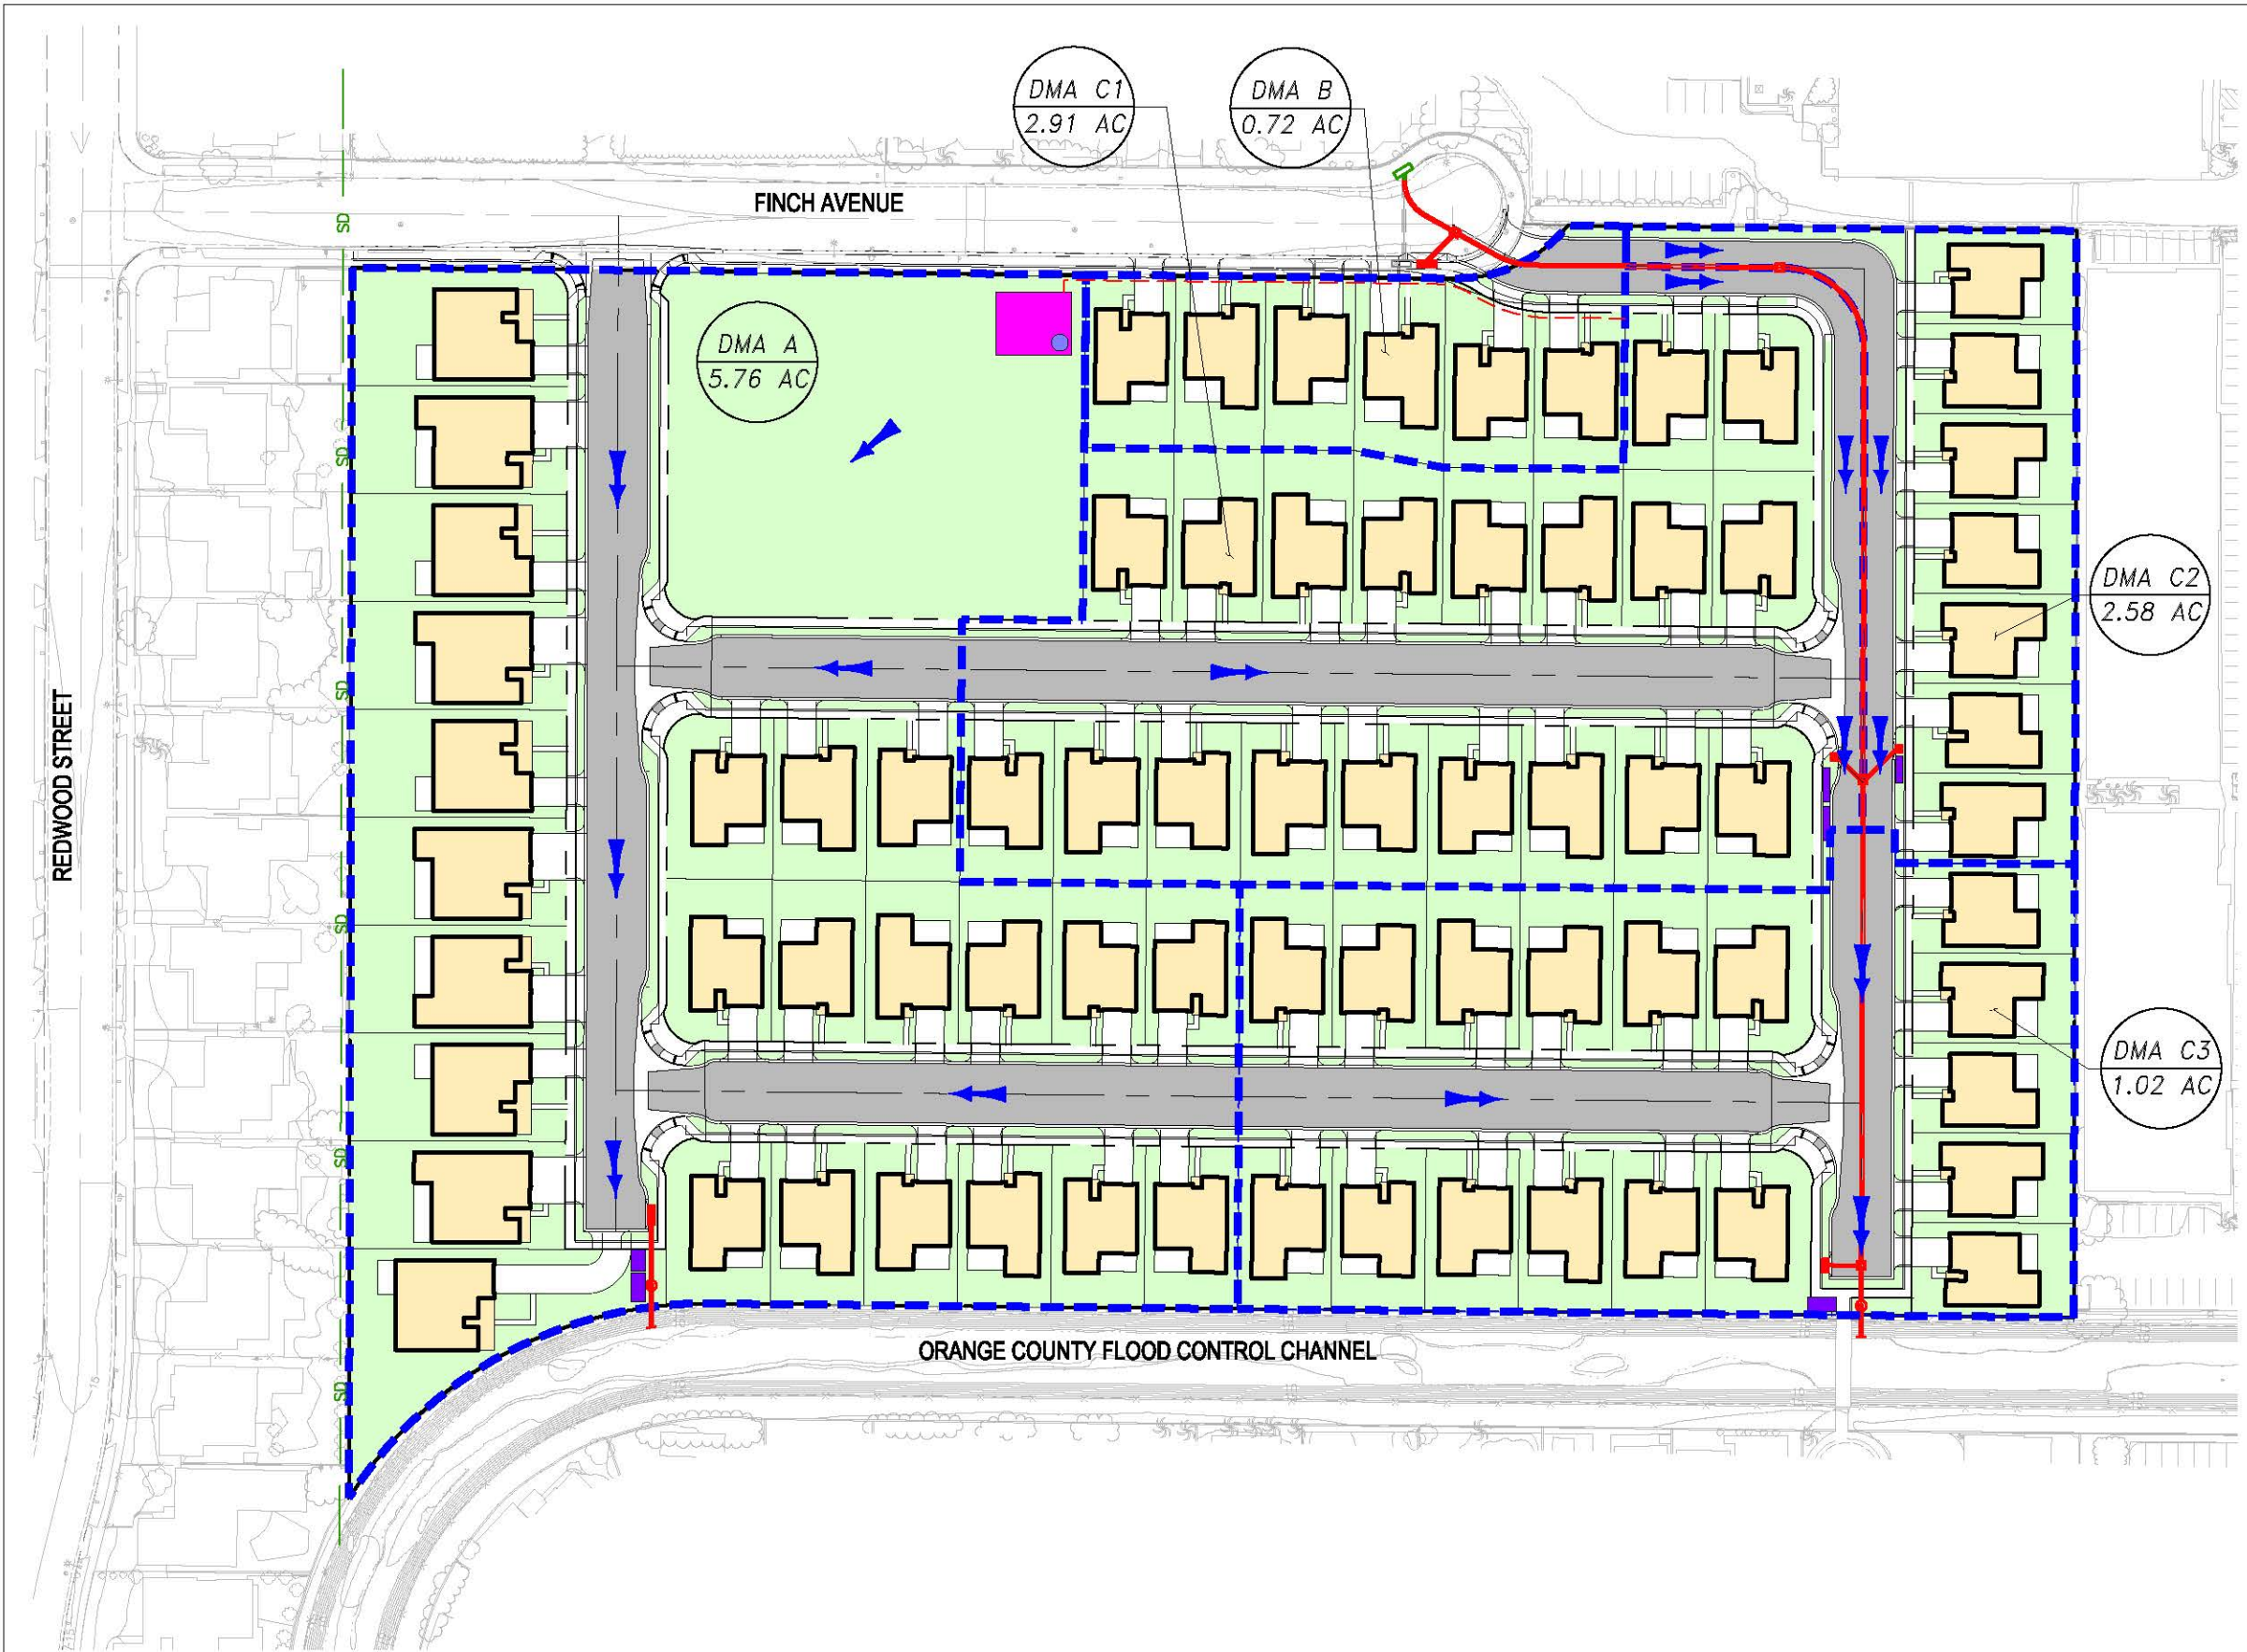 DMA C1
2.91 AC
DMA B
0.72 AC
FINCH AVENUE
SD
DMA A
5.76 AC
SD
DMA C2
2.58 AC
SD
REDWOOD STREET
SD
DMA C3
1.02 AC
SD
ORANGE COUNTY FLOOD CONTROL CHANNEL
SD